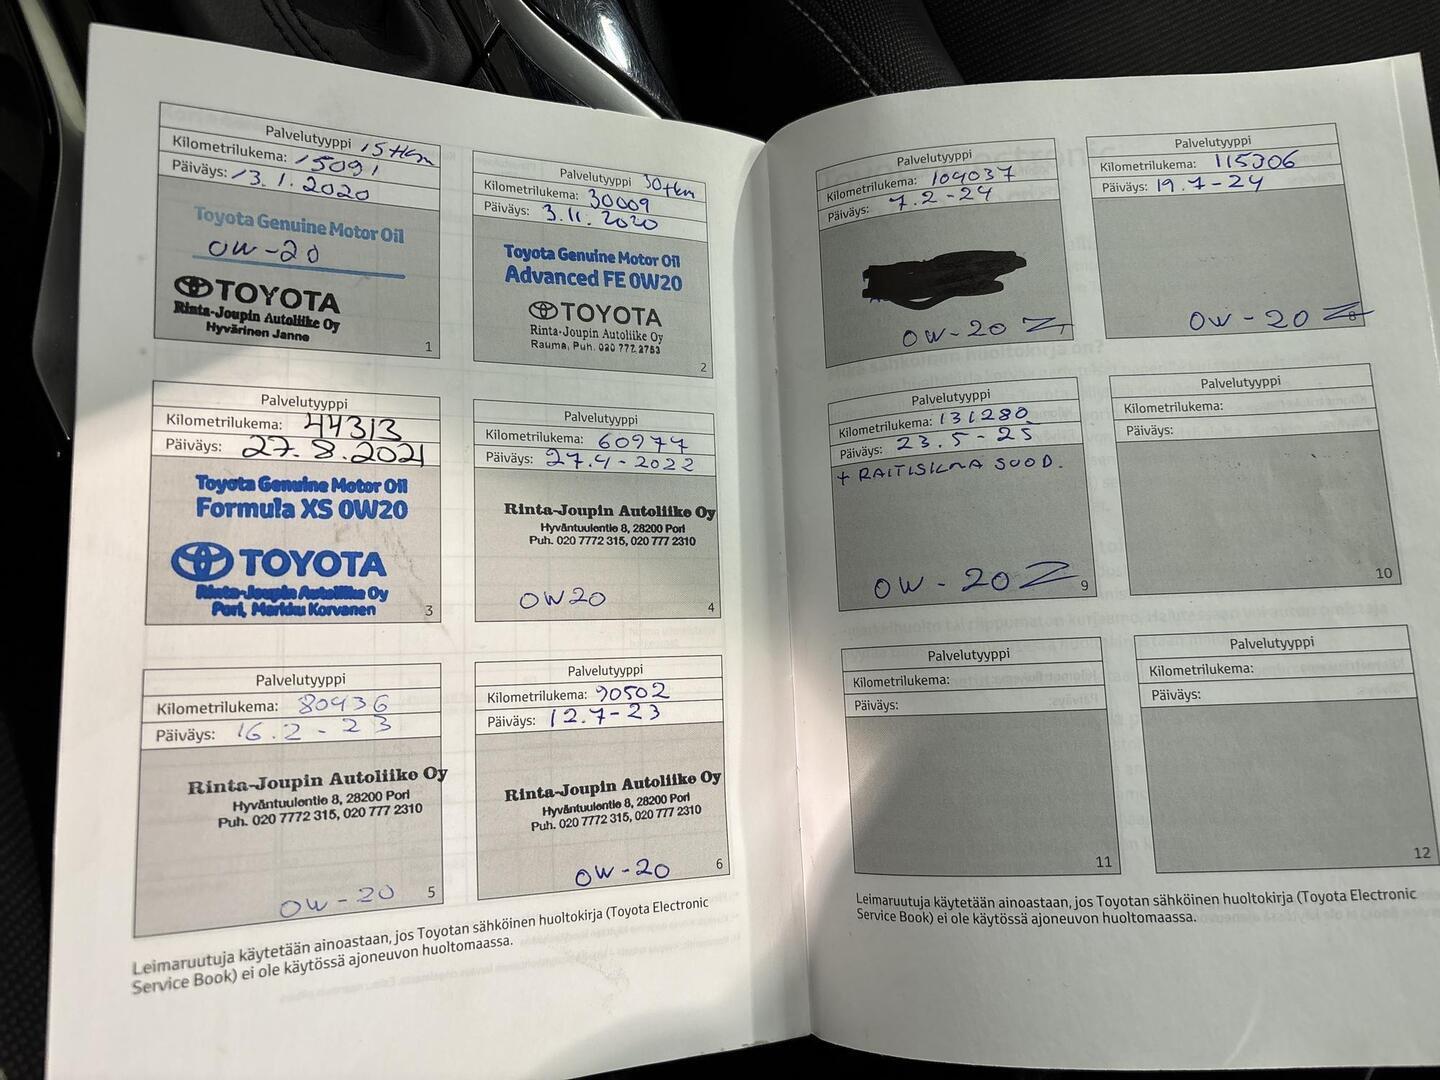 Palvelutyyppi 15tkm
Kilometrilukema: 15091
Päiväys: 13.1.2020
Toyota Genuine Motor Oil
0W-20
TOYOTA
Rinta-Joupin Autoliike Oy
Hyvärinen Janne
1
Palvelutyyppi 30tkm
Kilometrilukema: 30009
Päiväys: 3.11.2020
Toyota Genuine Motor Oil
Advanced FE 0W20
TOYOTA
Rinta-Joupin Autoliike Oy
Rauma, Puh. 020 777 2753
2
Palvelutyyppi
Kilometrilukema: 44313
Päiväys: 27.8.2021
Toyota Genuine Motor Oil
Formula XS 0W20
TOYOTA
Rinta-Joupin Autoliike Oy
Pori, Markku Korvanen
3
Palvelutyyppi
Kilometrilukema: 60977
Päiväys: 27.4-2022
Rinta-Joupin Autoliike Oy
Hyväntuulentie 8, 28200 Pori
Puh. 020 7772 315, 020 777 2310
0W20
4
Palvelutyyppi
Kilometrilukema: 80936
Päiväys: 16.2-23
Rinta-Joupin Autoliike Oy
Hyväntuulentie 8, 28200 Pori
Puh. 020 7772 315, 020 777 2310
0W-20
5
Palvelutyyppi
Kilometrilukema: 90502
Päiväys: 12.7-23
Rinta-Joupin Autoliike Oy
Hyväntuulentie 8, 28200 Pori
Puh. 020 7772 315, 020 777 2310
0W-20
6
Leimaruutuja käytetään ainoastaan, jos Toyotan sähköinen huoltokirja (Toyota Electronic
Service Book) ei ole käytössä ajoneuvon huoltomaassa.
Palvelutyyppi
Kilometrilukema: 104037
Päiväys: 7.2-24
0W-20
7
Palvelutyyppi
Kilometrilukema: 115306
Päiväys: 19.7-24
0W-20
8
Palvelutyyppi
Kilometrilukema: 131280
Päiväys: 23.5-25
+ RAITISILMA SUOD.
0W-20
9
Palvelutyyppi
Kilometrilukema:
Päiväys:
10
Palvelutyyppi
Kilometrilukema:
Päiväys:
11
Palvelutyyppi
Kilometrilukema:
Päiväys:
12
Leimaruutuja käytetään ainoastaan, jos Toyotan sähköinen huoltokirja (Toyota Electronic
Service Book) ei ole käytössä ajoneuvon huoltomaassa.